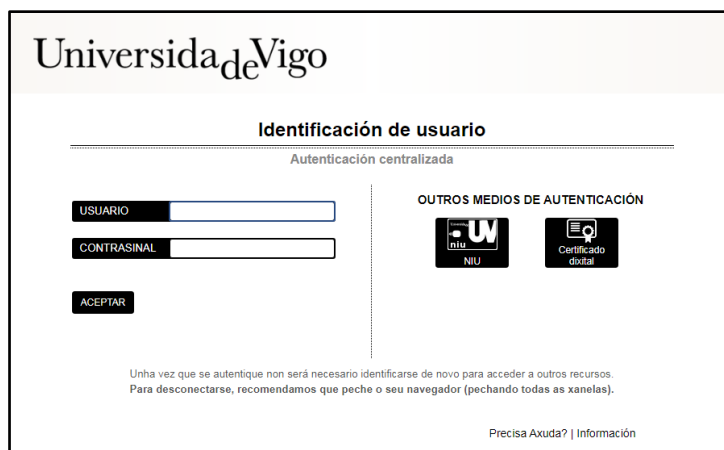 UniversidadeVigo
Identificación de usuario
Autenticación centralizada
USUARIO
CONTRASINAL
ACEPTAR
OUTROS MEDIOS DE AUTENTICACIÓN
niu
NIU
Certificado
dixital
Unha vez que se autentique non será necesario identificarse de novo para acceder a outros recursos.
Para desconectarse, recomendamos que peche o seu navegador (pechando todas as xanelas).
Precisa Axuda? | Información